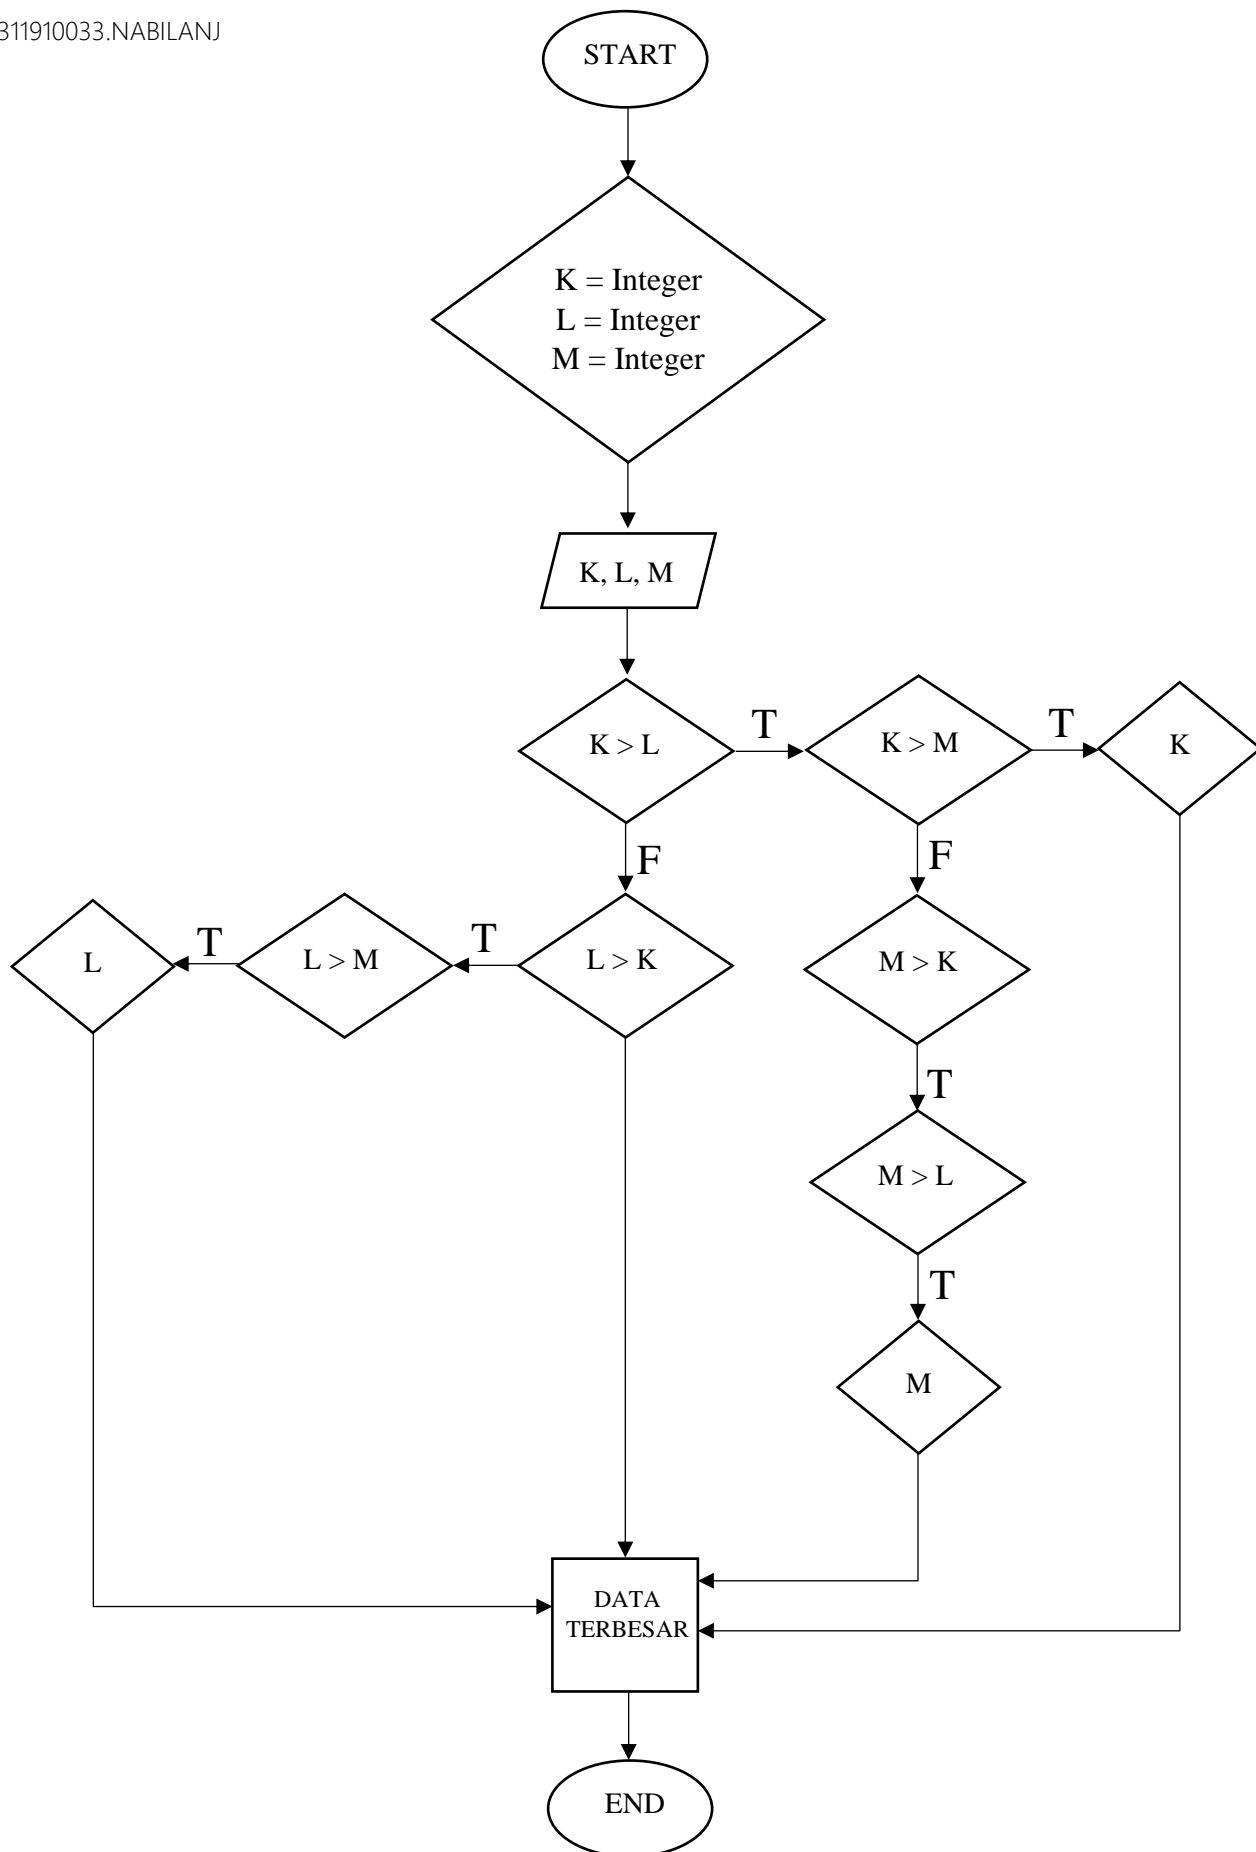 311910033.NABILANJ
START
K = Integer
L = Integer
M = Integer
K, L, M
K > L
T
K > M
T
K
F
F
L
T
L > M
T
L > K
M > K
T
M > L
T
M
DATA
TERBESAR
END